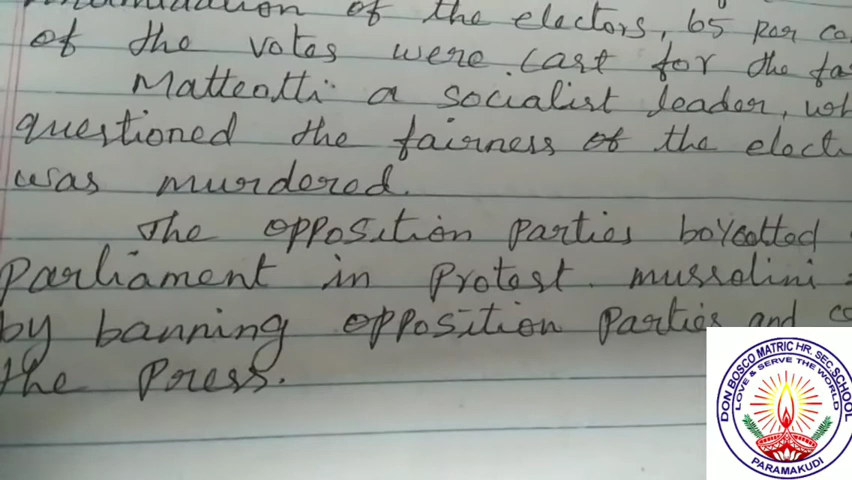 of the electors, 65 per
of the votes were cast for the
Matteotti a socialist leader,
questioned the fairness of the
was murdered.
The opposition parties boycotted
Parliament in Protest. mussolini
by banning opposition parties and
the Press.
DON BOSCO MATRIC HR. SEC. SCHOOL
LOVE & SERVE THE WORLD
PARAMAKUDI